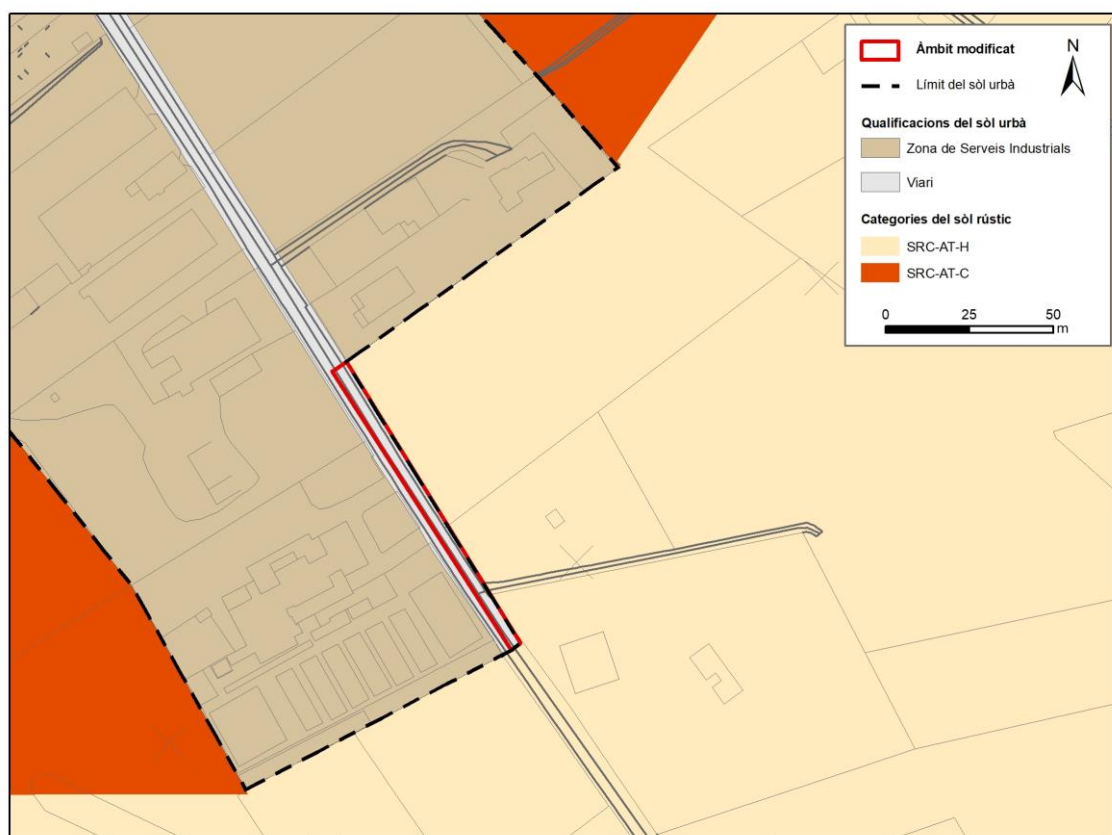 Àmbit modificat
N
Límit del sòl urbà
Qualificacions del sòl urbà
Zona de Serveis Industrials
Viari
Categories del sòl rústic
SRC-AT-H
SRC-AT-C
0 25 50
m